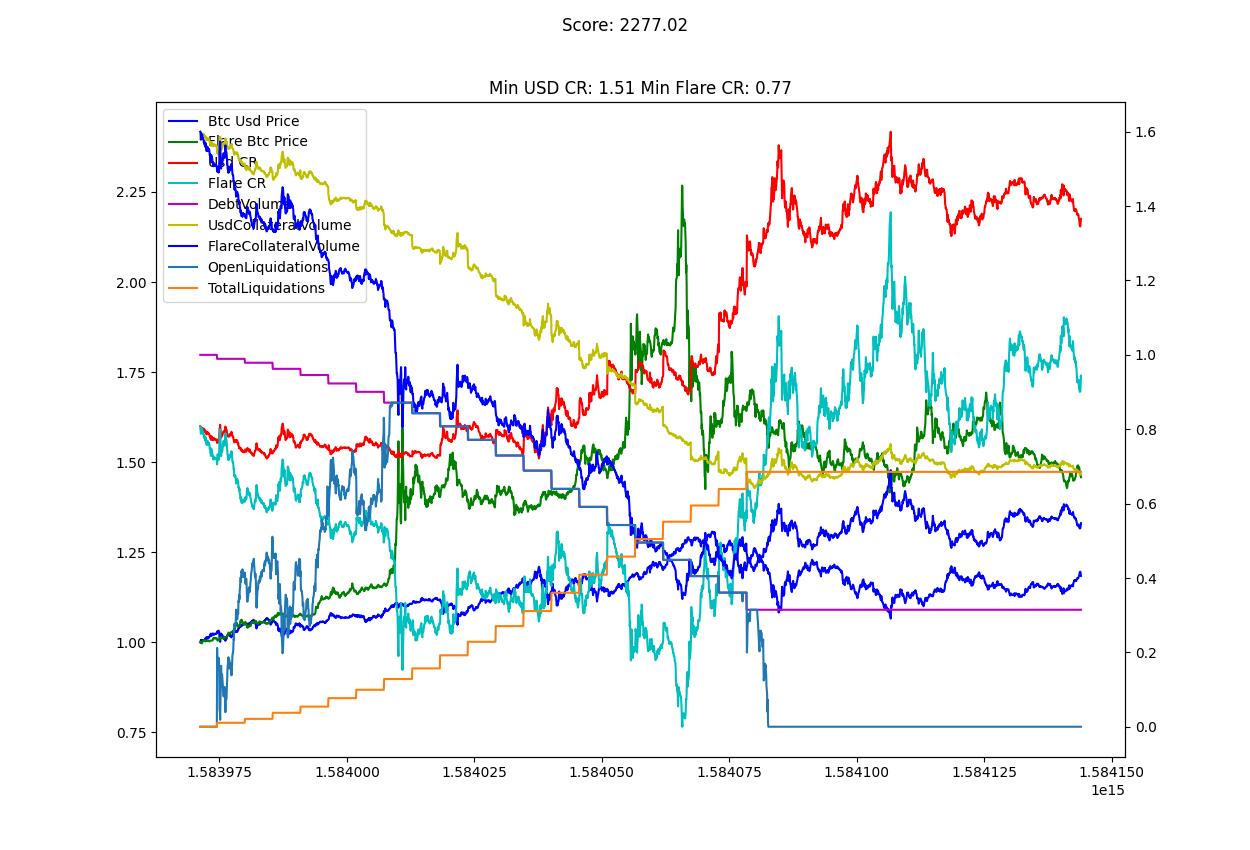 Score: 2277.02
Min USD CR: 1.51 Min Flare CR: 0.77
Btc Usd Price
Flare Btc Price
Usd CR
Flare CR
DebtVolume
UsdCollateralVolume
FlareCollateralVolume
OpenLiquidations
TotalLiquidations
2.25
2.00
1.75
1.50
1.25
1.00
0.75
1.6
1.4
1.2
1.0
0.8
0.6
0.4
0.2
0.0
1.583975 1.584000 1.584025 1.584050 1.584075 1.584100 1.584125 1.584150
1e15